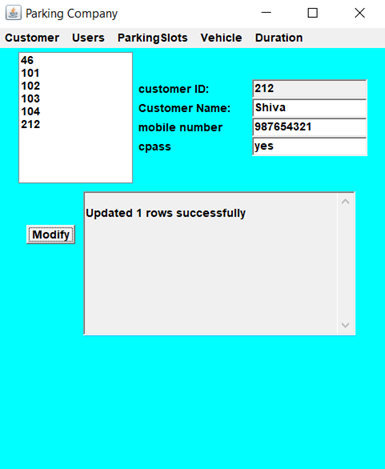 Parking Company
Customer Users ParkingSlots Vehicle Duration
46
101
102
103
104
212
customer ID: 212
Customer Name: Shiva
mobile number 987654321
cpass yes
Modify
Updated 1 rows successfully